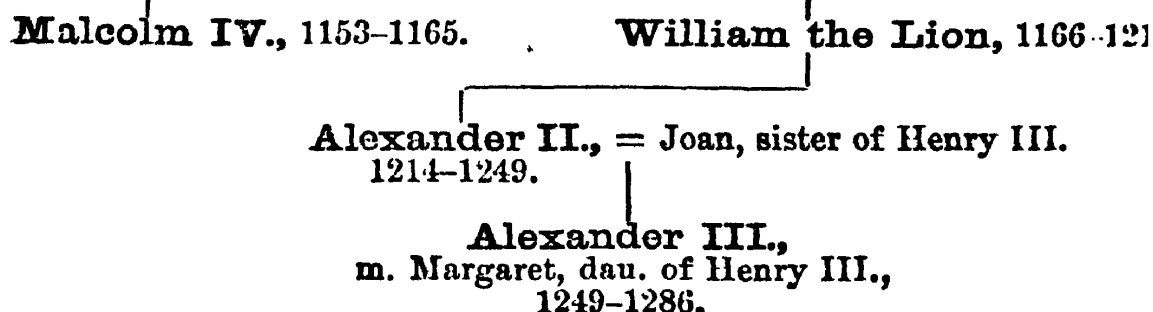 Malcolm IV., 1153–1165. William the Lion, 1166–121
Alexander II., = Joan, sister of Henry III.
1214–1249.
Alexander III.,
m. Margaret, dau. of Henry III.,
1249–1286.